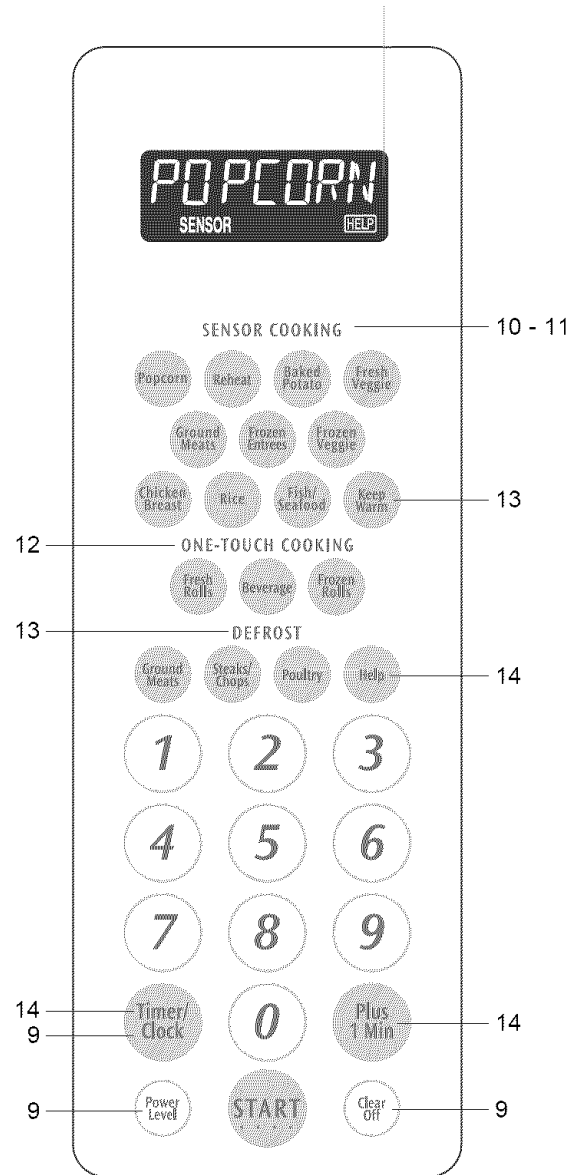 POPCORN
SENSOR HELP
SENSOR COOKING 10 - 11
Popcorn Reheat Baked Potato Fresh Veggie
Ground Meats Frozen Entrees Frozen Veggie
Chicken Breast Rice Fish/ Seafood Keep Warm 13
12 ONE-TOUCH COOKING
Fresh Rolls Beverage Frozen Rolls
13 DEFROST
Ground Meats Steaks/ Chops Poultry Help 14
1 2 3
4 5 6
7 8 9
14 Timer/ Clock 0 Plus 1 Min 14
9
9 Power Level START Clear Off 9